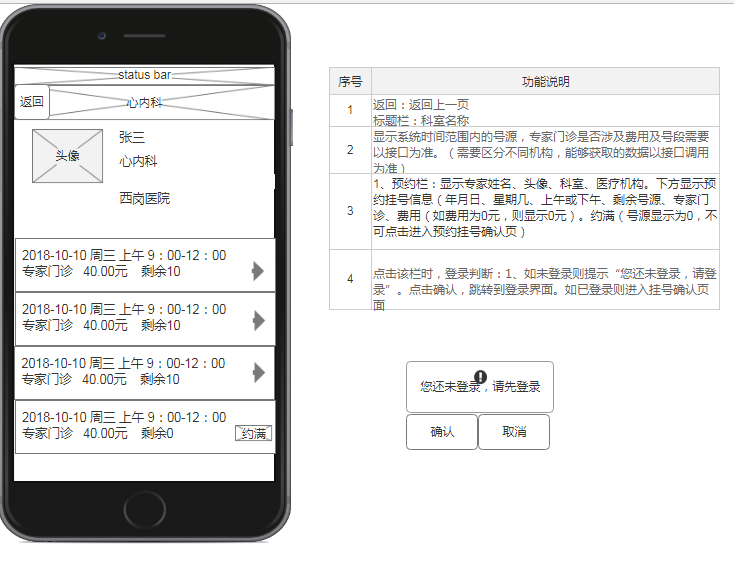 status bar
返回
心内科
头像
张三
心内科
西岗医院
2018-10-10 周三 上午 9：00-12：00
专家门诊 40.00元 剩余10
2018-10-10 周三 上午 9：00-12：00
专家门诊 40.00元 剩余10
2018-10-10 周三 上午 9：00-12：00
专家门诊 40.00元 剩余10
2018-10-10 周三 上午 9：00-12：00
专家门诊 40.00元 剩余0
约满
序号 功能说明
1
返回：返回上一页
标题栏：科室名称
2
显示系统时间范围内的号源，专家门诊是否涉及费用及号段需要
以接口为准。（需要区分不同机构，能够获取的数据以接口调用
为准）
3
1、预约栏：显示专家姓名、头像、科室、医疗机构。下方显示预
约挂号信息（年月日、星期几、上午或下午、剩余号源、专家门
诊、费用（如费用为0元，则显示0元）。约满（号源显示为0，不
可点击进入预约挂号确认页）
4
点击该栏时，登录判断：1、如未登录则提示“您还未登录，请登
录”。点击确认，跳转到登录界面。如已登录则进入挂号确认页
面
您还未登录，请先登录
确认
取消